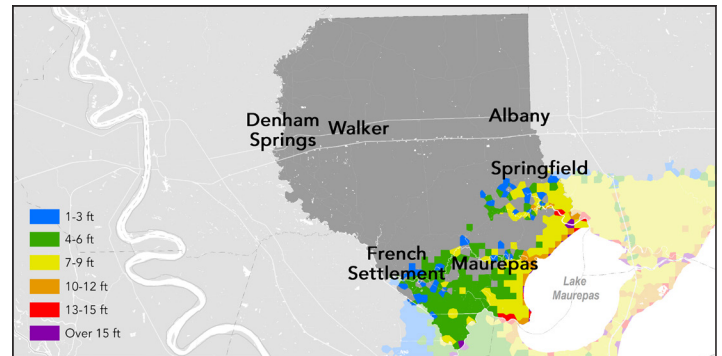 Denham
Springs
Walker
Albany
Springfield
French
Settlement
Maurepas
Lake
Maurepas
1-3 ft
4-6 ft
7-9 ft
10-12 ft
13-15 ft
Over 15 ft